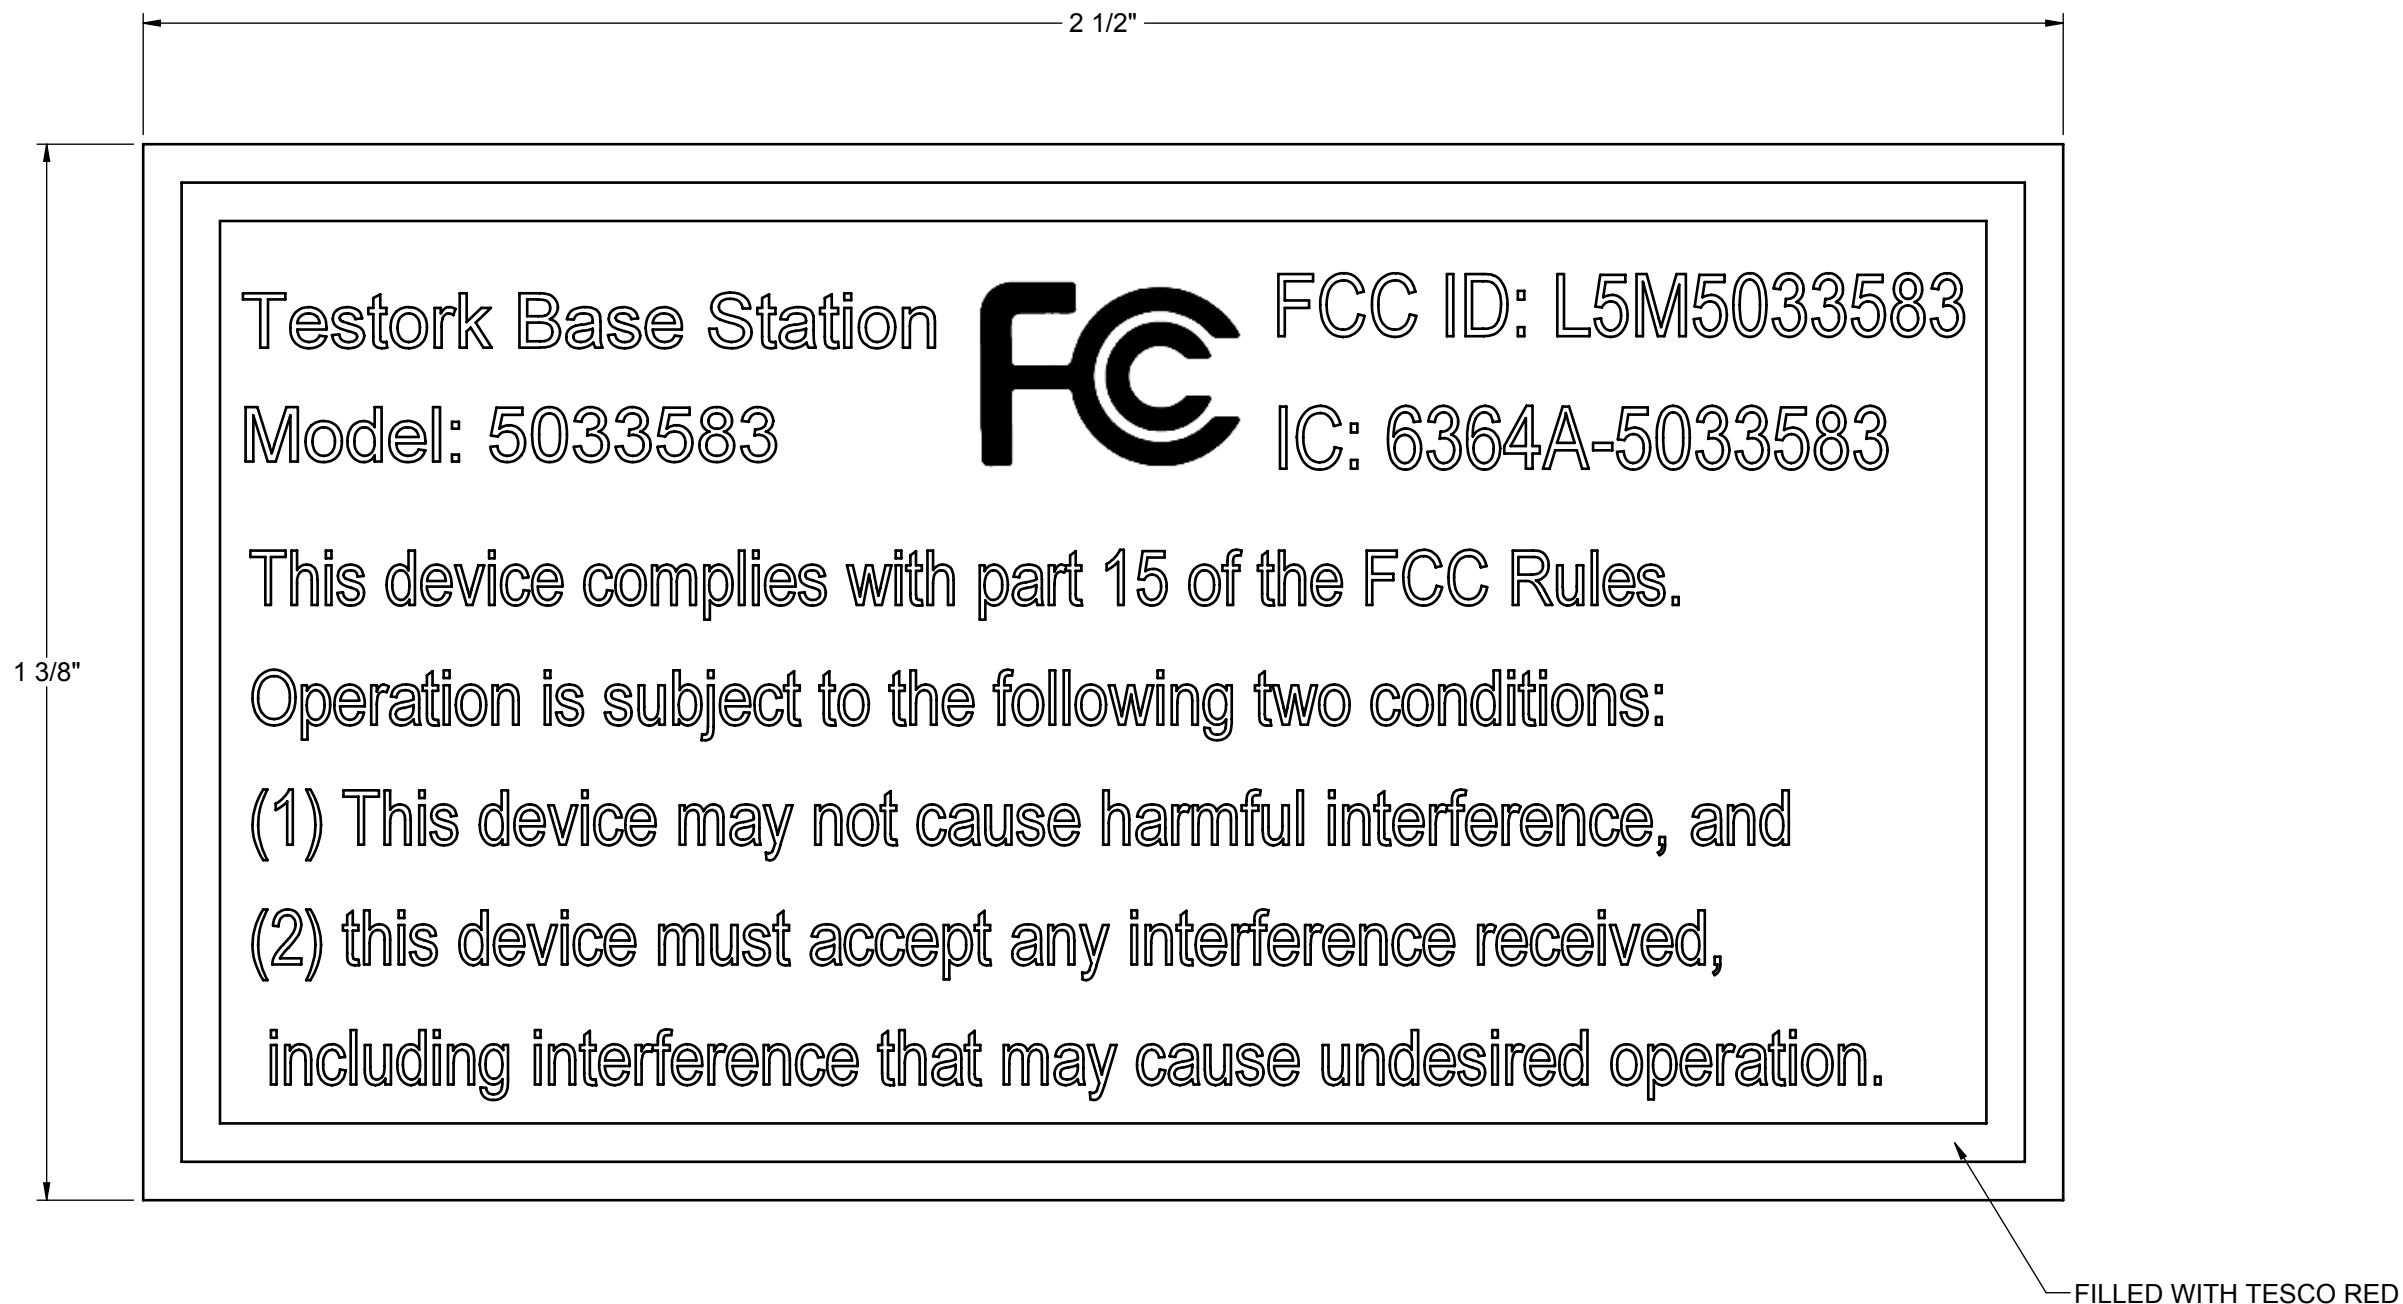 2 1/2"
1 3/8"
Testork Base Station
Model: 5033583
FCC
FCC ID: L5M5033583
IC: 6364A-5033583
This device complies with part 15 of the FCC Rules.
Operation is subject to the following two conditions:
(1) This device may not cause harmful interference, and
(2) this device must accept any interference received,
including interference that may cause undesired operation.
FILLED WITH TESCO RED